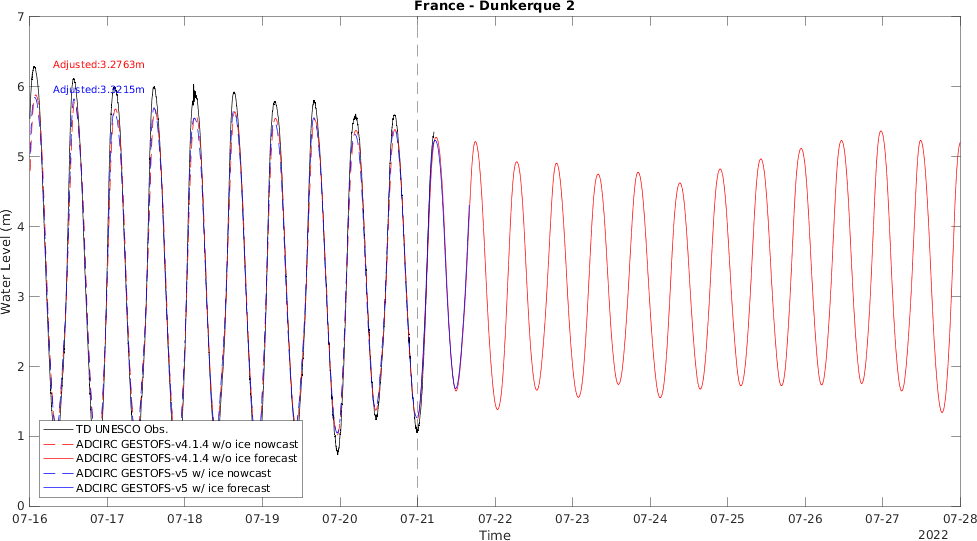 France - Dunkerque 2
7
6
5
4
3
2
1
0
Water Level (m)
Adjusted:3.2763m
Adjusted:3.3215m
TD UNESCO Obs.
ADCIRC GESTOFS-v4.1.4 w/o ice nowcast
ADCIRC GESTOFS-v4.1.4 w/o ice forecast
ADCIRC GESTOFS-v5 w/ ice nowcast
ADCIRC GESTOFS-v5 w/ ice forecast
07-16 07-17 07-18 07-19 07-20 07-21 07-22 07-23 07-24 07-25 07-26 07-27 07-28
Time
2022